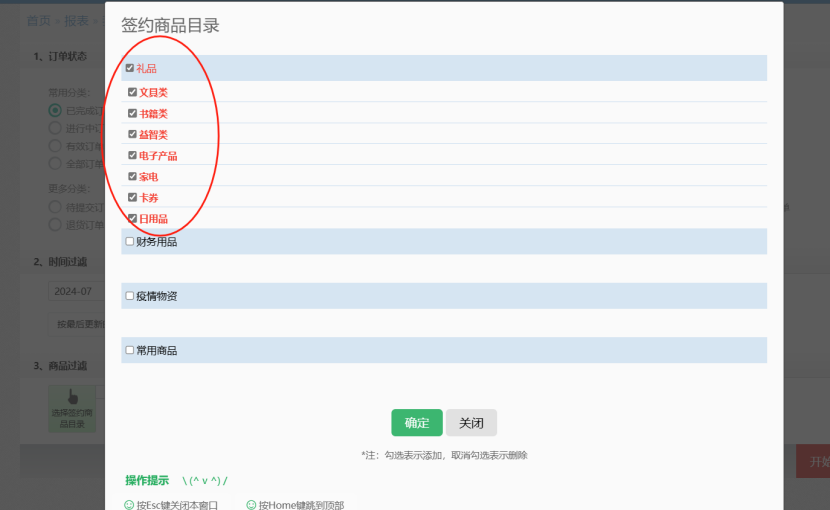 首页 » 报表 »
签约商品目录
1、订单状态
礼品
常用分类:
文具类
已完成订
书籍类
进行中订
益智类
有效订单
电子产品
全部订单
家电
更多分类:
卡券
待提交订
日用品
退货订单
财务用品
2、时间过滤
2024-07
疫情物资
按最后更新
常用商品
3、商品过滤
选择签约商
品目录
确定
关闭
*注：勾选表示添加，取消勾选表示删除
开始
操作提示 \ (^ v ^) /
按Esc键关闭本窗口
按Home键跳到顶部